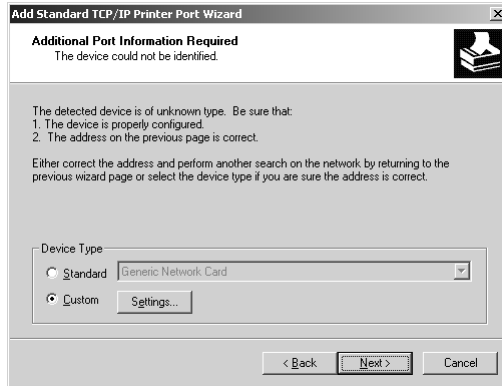 Add Standard TCP/IP Printer Port Wizard
Additional Port Information Required
The device could not be identified.
The detected device is of unknown type. Be sure that:
1. The device is properly configured.
2. The address on the previous page is correct.
Either correct the address and perform another search on the network by returning to the
previous wizard page or select the device type if you are sure the address is correct.
Device Type
Standard
Generic Network Card
Custom
Settings...
< Back
Next >
Cancel